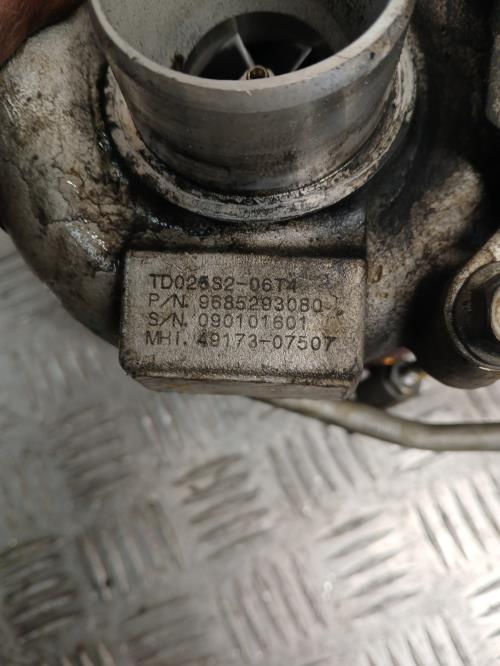 TD025S2-06T4
P/N. 9685293080
S/N. 090101601
MHI. 49173-07507